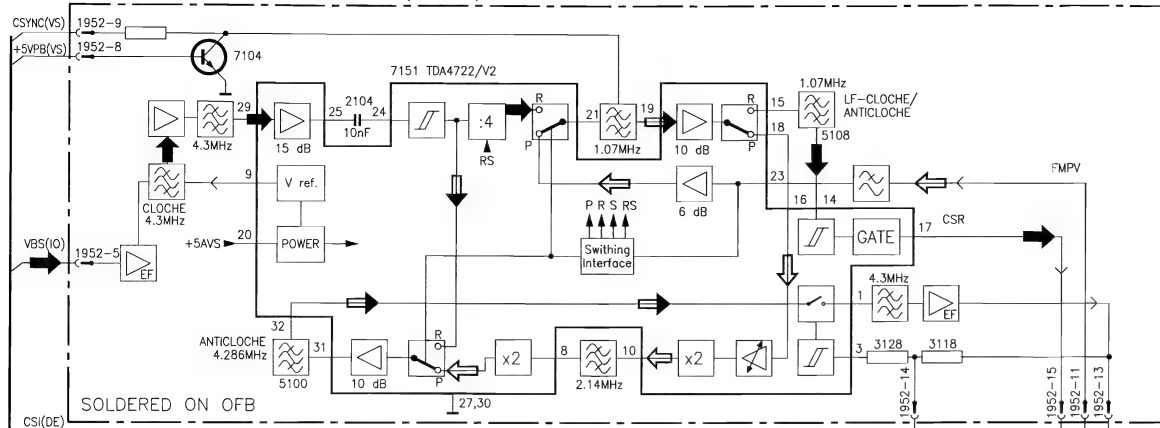 CSYNC(VS)
1952-9
+5VPB(VS)
1952-8
7104
7151 TDA4722/V2
1.07MHz
LF-CLOCHE/
ANTICLOCHE
5108
29
15 dB
25
2104
24
10nF
:4
RS
R
P
21
19
1.07MHz
10 dB
R
P
15
18
4.3MHz
9
V ref.
CLOCHE
4.3MHz
6 dB
23
FMPV
P R S RS
16
14
CSR
17
GATE
+5AVS
20
POWER
Swithing
Interface
VBS(IO)
1952-5
EF
4.3MHz
1
EF
32
ANTICLOCHE
4.286MHz
31
5100
10 dB
R
P
x2
8
10
2.14MHz
x2
3
3128
3118
27,30
1952-14
1952-15
1952-11
1952-13
SOLDERED ON OFB
CSI(DE)